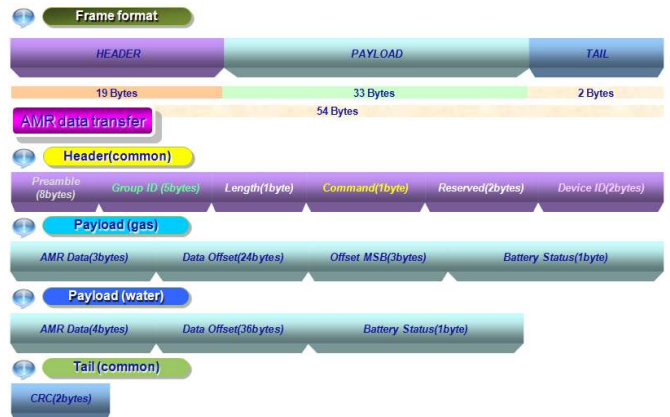 Frame format
HEADER PAYLOAD TAIL
19 Bytes 33 Bytes 2 Bytes
54 Bytes
AMR data transfer
Header(common)
Preamble
(8bytes) Group ID (5bytes) Length(1byte) Command(1byte) Reserved(2bytes) Device ID(2bytes)
Payload (gas)
AMR Data(3bytes) Data Offset(24bytes) Offset MSB(3bytes) Battery Status(1byte)
Payload (water)
AMR Data(4bytes) Data Offset(36bytes) Battery Status(1byte)
Tail(common)
CRC(2bytes)